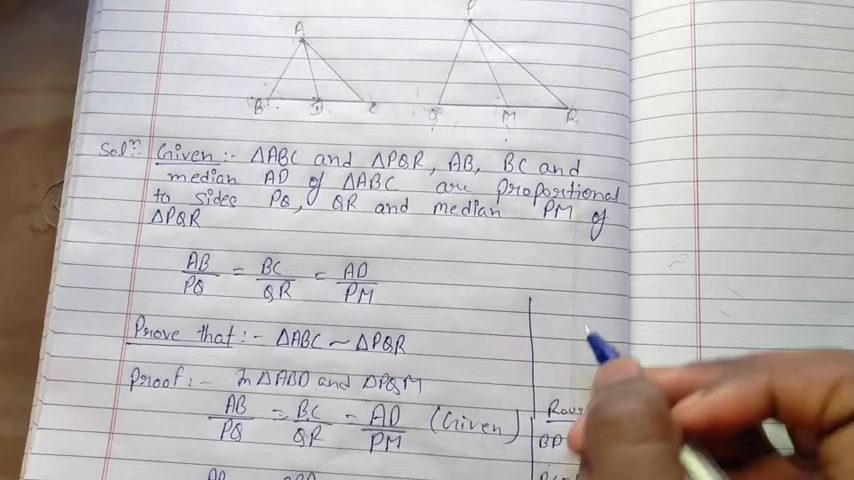 A
P
B D C
Q M R
Solⁿ:- Given :- ΔABC and ΔPQR, AB, BC and
median AD of ΔABC are proportional
to sides PQ, QR and median PM of
ΔPQR
AB/PQ = BC/QR = AD/PM
Prove that :- ΔABC ~ ΔPQR
Proof :- In ΔABD and ΔPQM
AB/PQ = BC/QR = AD/PM (Given)